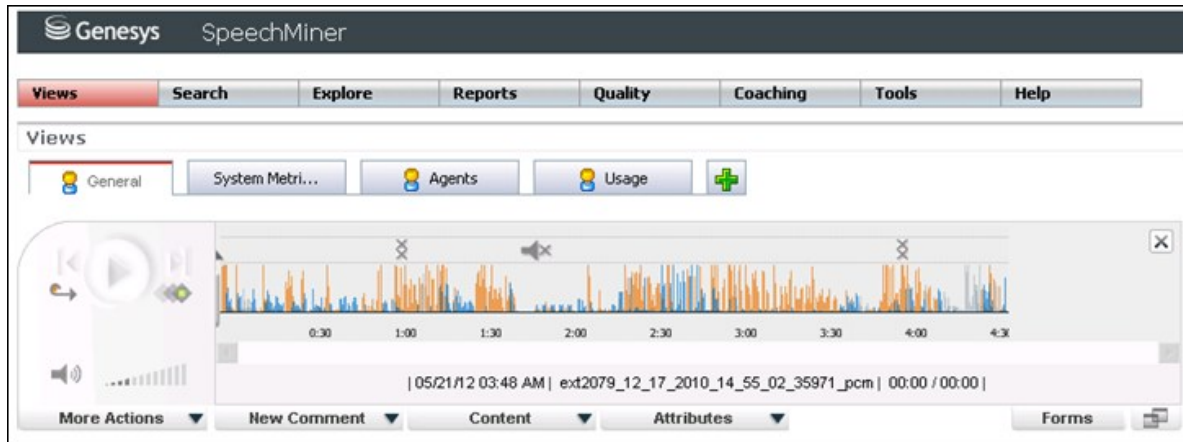 Genesys SpeechMiner
Views Search Explore Reports Quality Coaching Tools Help
Views
General System Metri... Agents Usage
0:30 1:00 1:30 2:00 2:30 3:00 3:30 4:00 4:3
| 05/21/12 03:48 AM | ext2079_12_17_2010_14_55_02_35971_pcm | 00:00 / 00:00 |
More Actions New Comment Content Attributes Forms